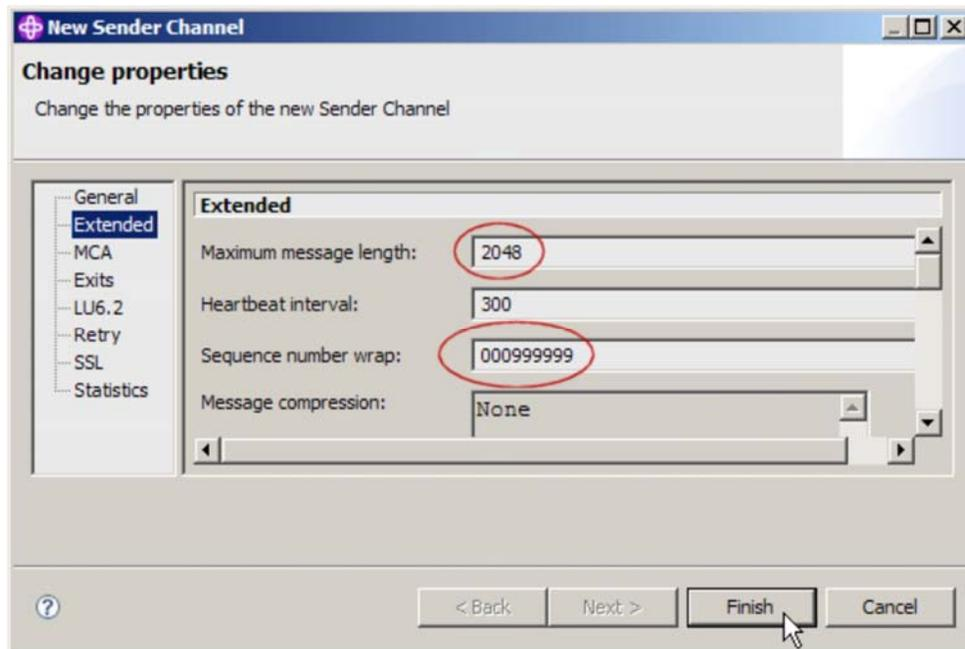 New Sender Channel
Change properties
Change the properties of the new Sender Channel
General
Extended
MCA
Exits
LU6.2
Retry
SSL
Statistics
Extended
Maximum message length: 2048
Heartbeat interval: 300
Sequence number wrap: 000999999
Message compression: None
< Back Next > Finish Cancel